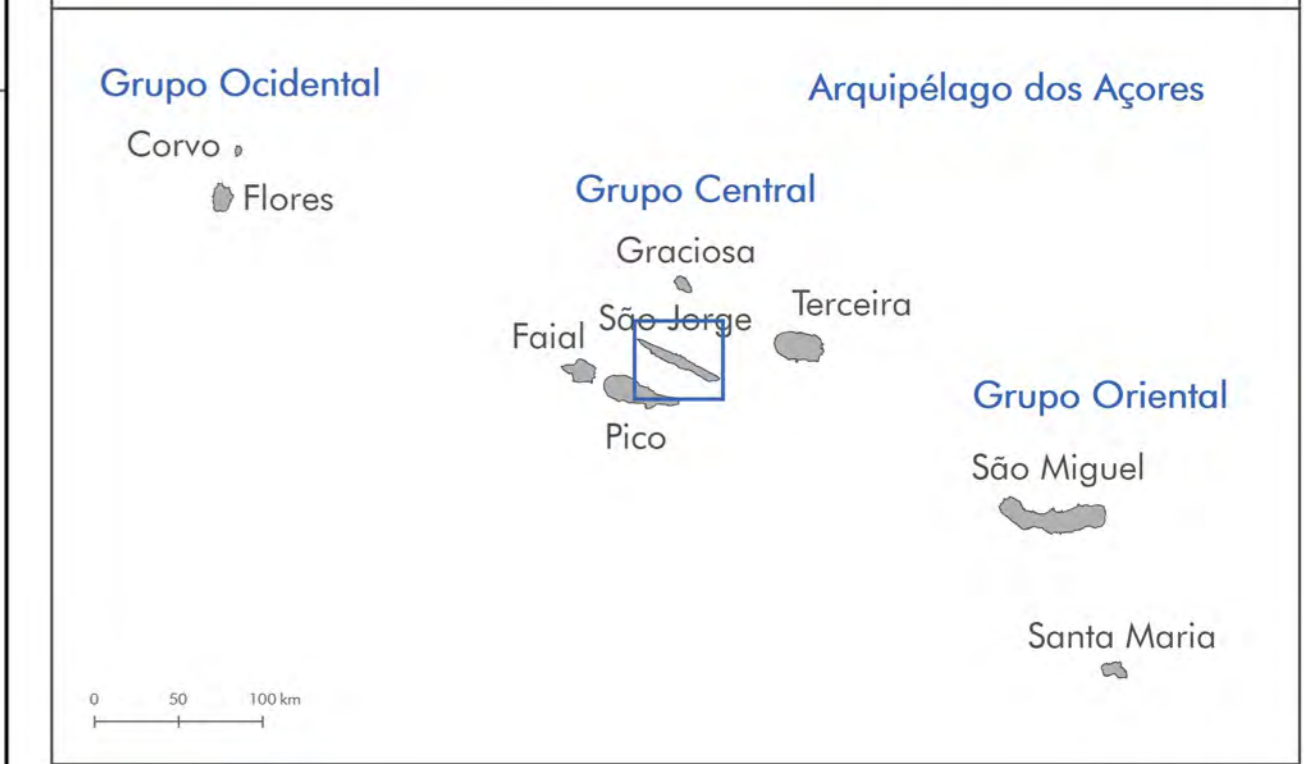 Grupo Ocidental
Arquipélago dos Açores
Corvo
Flores
Grupo Central
Graciosa
São Jorge
Terceira
Faial
Pico
Grupo Oriental
São Miguel
Santa Maria
0 50 100 km